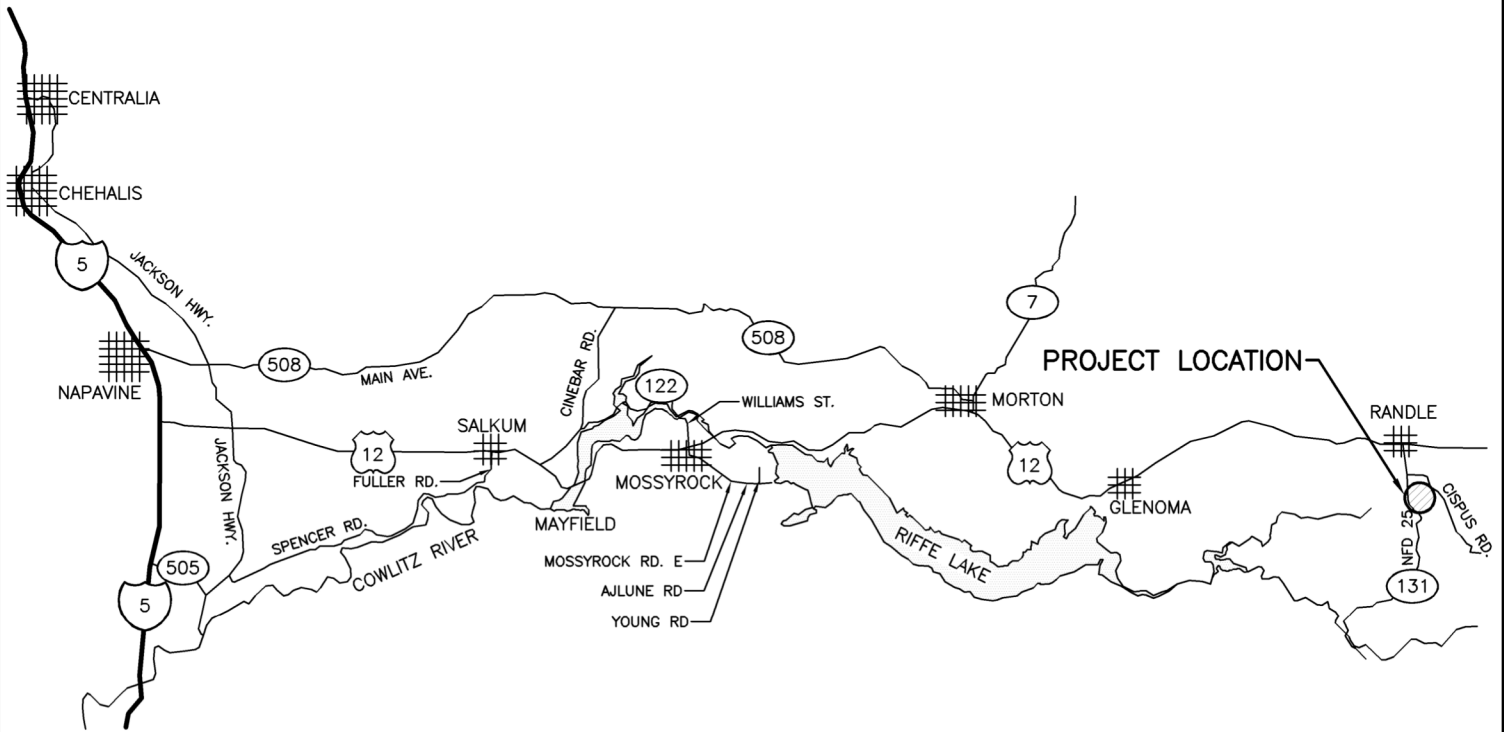 CENTRALIA
CHEHALIS
5
JACKSON HWY.
7
508
508
PROJECT LOCATION
MAIN AVE.
CINEBAR RD.
NAPAVINE
122
WILLIAMS ST.
MORTON
RANDLE
SALKUM
JACKSON HWY.
12
FULLER RD.
MOSSYROCK
12
GLENOMA
CISPUS RD.
NFD 25
MAYFIELD
SPENCER RD.
COWLITZ RIVER
RIFFE LAKE
MOSSYROCK RD. E
505
131
AJLUNE RD
5
YOUNG RD